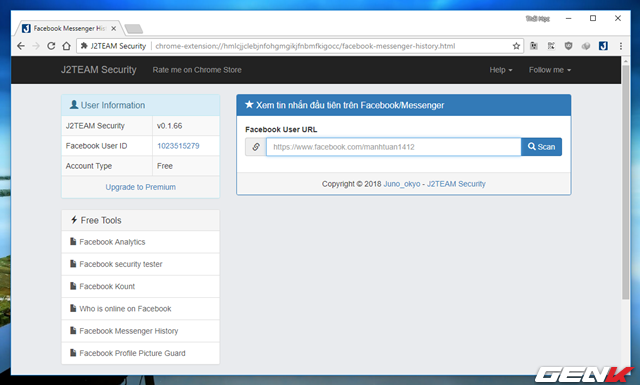 Thiết Ngọc
Facebook Messenger His
J2TEAM Security
chrome-extension://hmlcjjclebjnfohgmgikjfnbmfkigocc/facebook-messenger-history.html
J2TEAM Security
Rate me on Chrome Store
Help
Follow me
User Information
J2TEAM Security v0.1.66
Facebook User ID 1023515279
Account Type Free
Upgrade to Premium
Xem tin nhắn đầu tiên trên Facebook/Messenger
Facebook User URL
https://www.facebook.com/manhtuan1412
Scan
Copyright © 2018 Juno_okyo - J2TEAM Security
Free Tools
Facebook Analytics
Facebook security tester
Facebook Kount
Who is online on Facebook
Facebook Messenger History
Facebook Profile Picture Guard
GENK